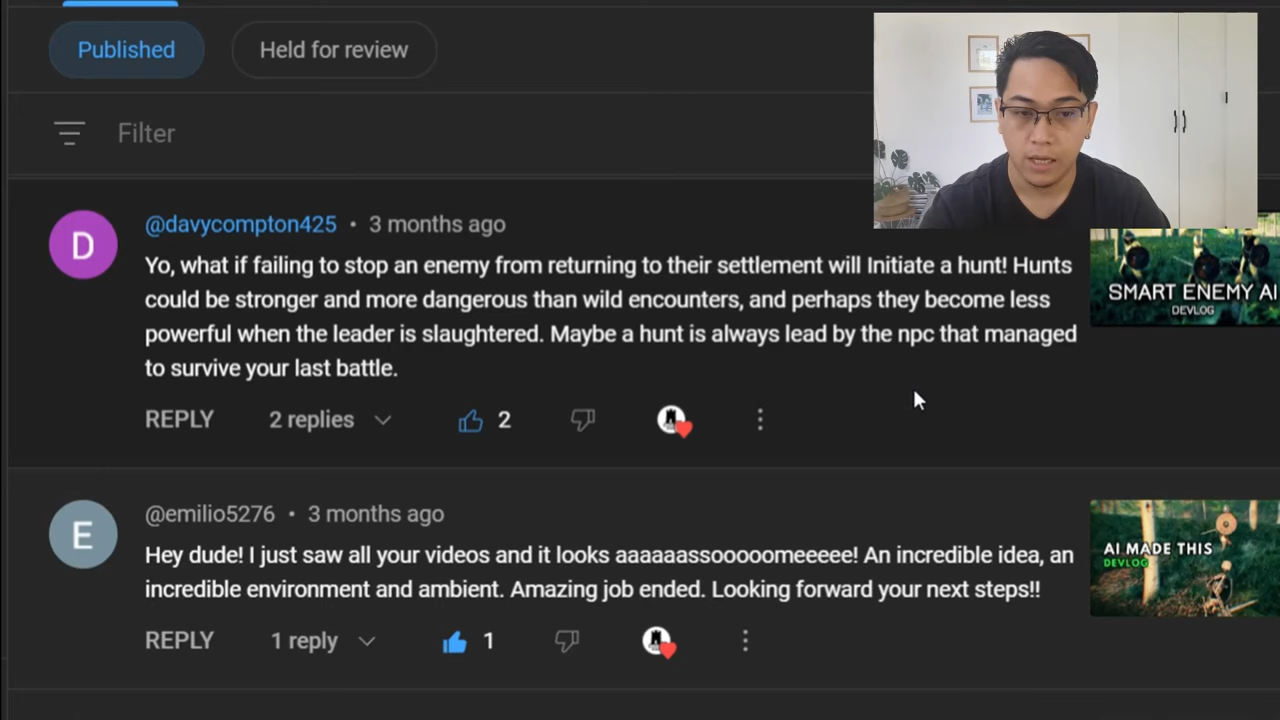 Published
Held for review
Filter
D
@davycompton425 • 3 months ago
Yo, what if failing to stop an enemy from returning to their settlement will Initiate a hunt! Hunts
could be stronger and more dangerous than wild encounters, and perhaps they become less
powerful when the leader is slaughtered. Maybe a hunt is always lead by the npc that managed
to survive your last battle.
SMART ENEMY AI
DEVLOG
REPLY 2 replies 2
E
@emilio5276 • 3 months ago
Hey dude! I just saw all your videos and it looks aaaaaassooooomeeeee! An incredible idea, an
incredible environment and ambient. Amazing job ended. Looking forward your next steps!!
AI MADE THIS
DEVLOG
REPLY 1 reply 1